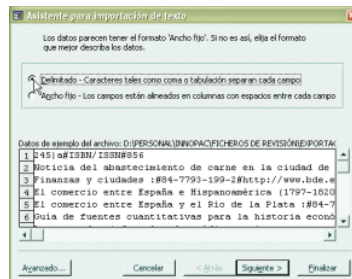 Asistente para importación de texto
Los datos parecen tener el formato 'Ancho fijo'. Si no es así, elija el formato
que mejor describa los datos.
Delimitado - Caracteres tales como coma o tabulación separan cada campo
Ancho fijo - Los campos están alineados en columnas con espacios entre cada campo
Datos de ejemplo del archivo: D:\PERSONAL\INNOPAC\FICHEROS DE REVISIÓN\EXPORTAC
1 245|a#ISBN/ISSN#856
2 Noticia del abastecimiento de carne en la ciudad de
3 Finanzas y ciudades :#84-7793-199-2#http://www.bde.e
4 El comercio entre España e Hispanoamérica (1797-1820
5 El comercio entre España y el Río de la Plata :#84-7
6 Guia de fuentes cuantitativas para la historia econó
Avanzado...
Cancelar
< Atrás
Siguiente >
Finalizar